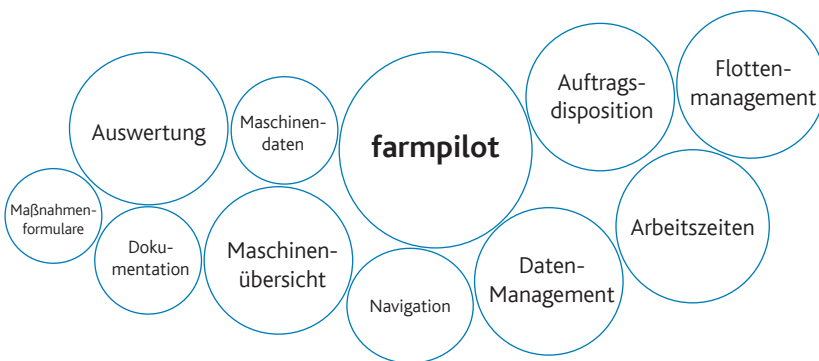 Auswertung
Maschinen-
daten
farmpilot
Auftrags-
disposition
Flotten-
management
Maßnahmen-
formulare
Doku-
mentation
Maschinen-
übersicht
Navigation
Daten-
Management
Arbeitszeiten